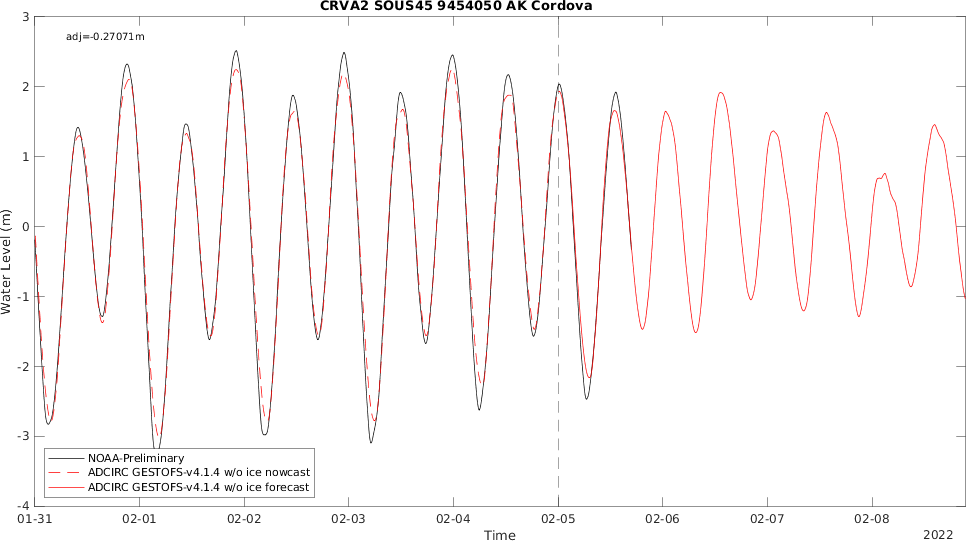 CRVA2 SOUS45 9454050 AK Cordova
adj=-0.27071m
3
2
1
0
-1
-2
-3
-4
Water Level (m)
NOAA-Preliminary
ADCIRC GESTOFS-v4.1.4 w/o ice nowcast
ADCIRC GESTOFS-v4.1.4 w/o ice forecast
01-31 02-01 02-02 02-03 02-04 02-05 02-06 02-07 02-08
Time
2022